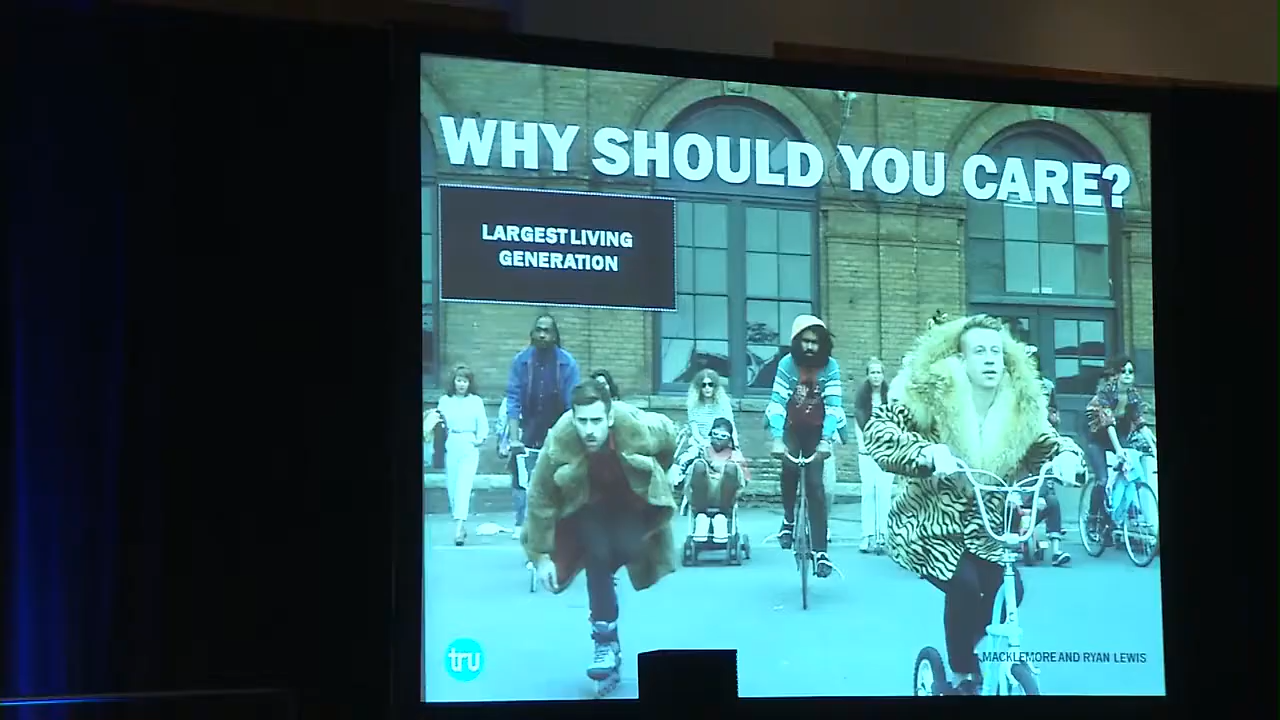 WHY SHOULD YOU CARE?
LARGEST LIVING
GENERATION
tru
MACKLEMORE AND RYAN LEWIS